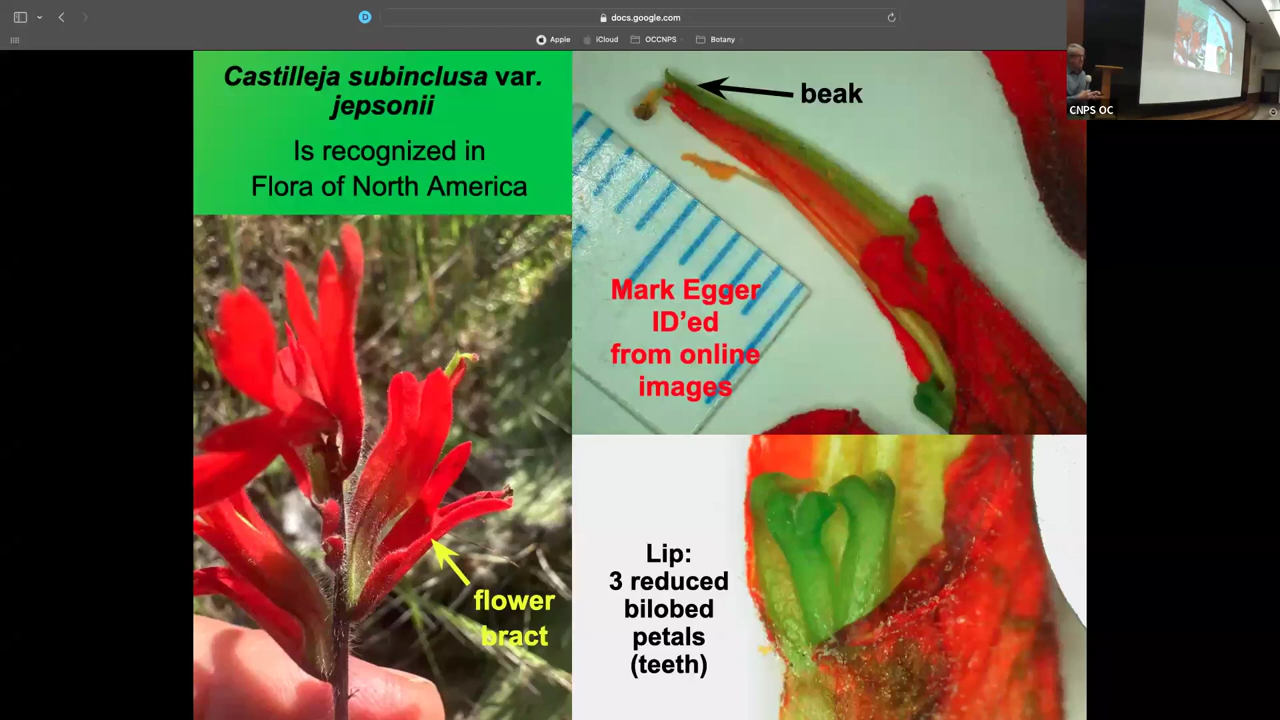 docs.google.com
Apple
iCloud
OCCNPS
Botany
CNPS OC
Castilleja subinclusa var.
jepsonii
Is recognized in
Flora of North America
beak
Mark Egger
ID’ed
from online
images
flower
bract
Lip:
3 reduced
bilobed
petals
(teeth)